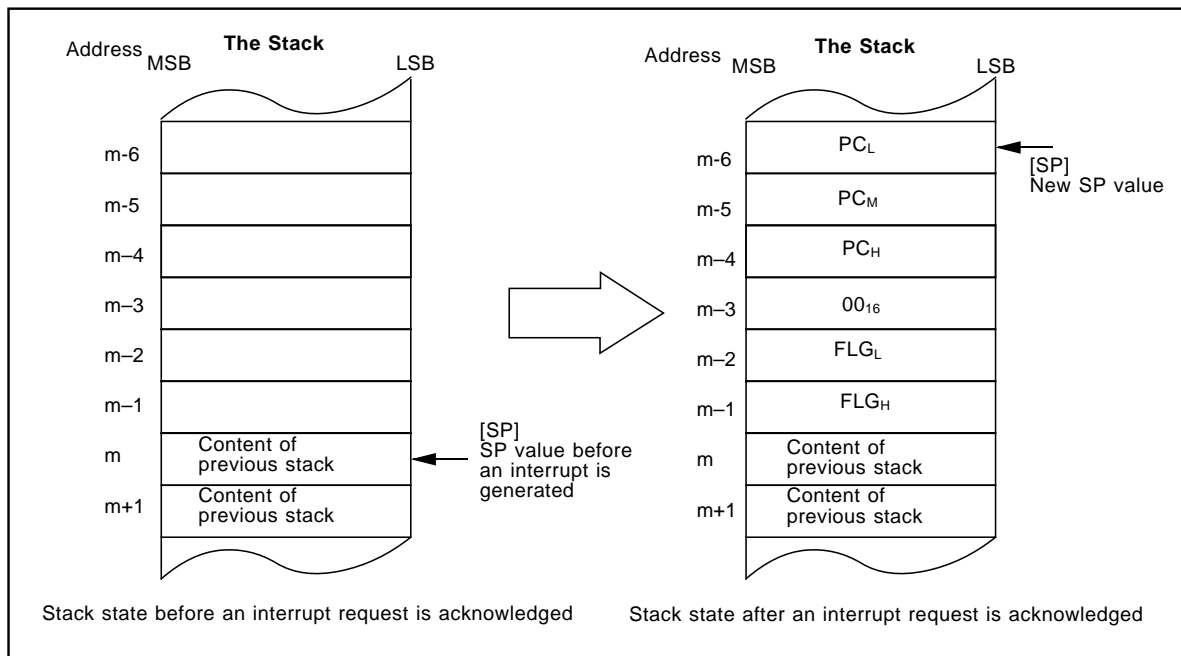 Address
MSB
The Stack
LSB
m-6
m-5
m–4
m–3
m–2
m–1
m
Content of
previous stack
m+1
Content of
previous stack
[SP]
SP value before
an interrupt is
generated
Stack state before an interrupt request is acknowledged
Address
MSB
The Stack
LSB
m-6
PCL
[SP]
New SP value
m-5
PCM
m–4
PCH
m–3
0016
m–2
FLGL
m–1
FLGH
m
Content of
previous stack
m+1
Content of
previous stack
Stack state after an interrupt request is acknowledged